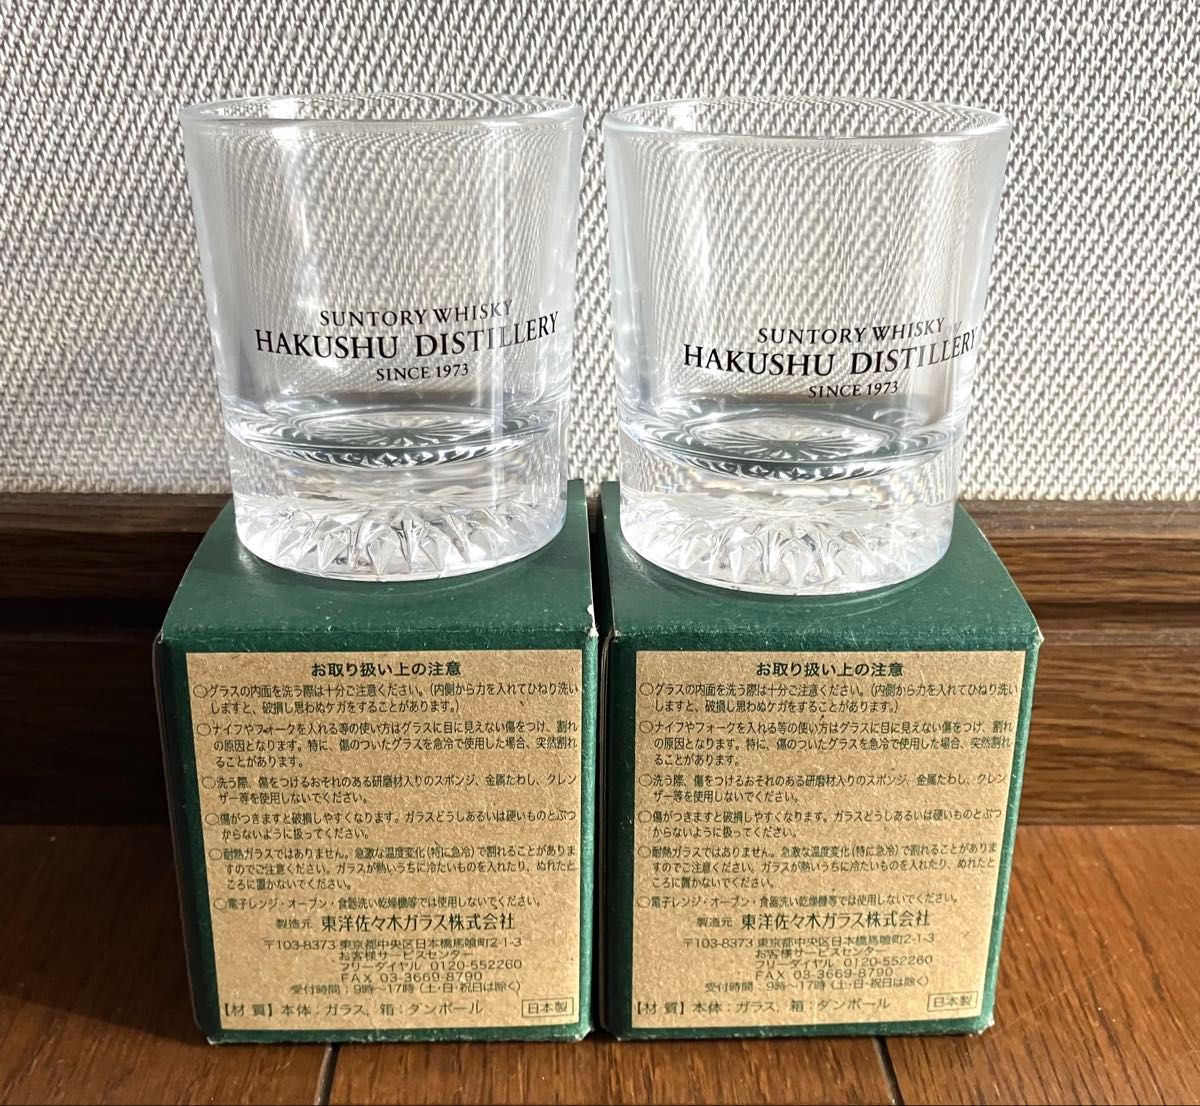 SUNTORY WHISKY
HAKUSHU DISTILLERY
SINCE 1973
SUNTORY WHISKY
HAKUSHU DISTILLERY
SINCE 1973
お取り扱い上の注意
○グラスの内面を洗う際は十分ご注意ください。(内側から力を入れてひねり洗い
しますと、破損し思わぬケガをすることがあります。)
○ナイフやフォークを入れる等の使い方はグラスに目に見えない傷をつけ、割れ
の原因となります。特に、傷のついたグラスを急冷で使用した場合、突然割れ
ることがあります。
○洗う際、傷をつけるおそれのある研磨材入りのスポンジ、金属たわし、クレン
ザー等を使用しないでください。
○傷がつきますと破損しやすくなります。ガラスどうしあるいは硬いものとぶつ
からないように扱ってください。
○耐熱ガラスではありません。急激な温度変化(特に急冷)で割れることがありま
すのでご注意ください。ガラスが熱いうちに冷たいものを入れたり、ぬれたと
ころに置かないでください。
○電子レンジ・オーブン・食器洗い乾燥機等では使用しないでください。
製造元 東洋佐々木ガラス株式会社
〒103-8373 東京都中央区日本橋馬喰町2-1-3
お客様サービスセンター
フリーダイヤル 0120-552260
FAX 03-3669-8790
受付時間:9時〜17時(土・日・祝日は除く)
【材 質】本体:ガラス、箱:ダンボール 日本製
お取り扱い上の注意
○グラスの内面を洗う際は十分ご注意ください。(内側から力を入れてひねり洗い
しますと、破損し思わぬケガをすることがあります。)
○ナイフやフォークを入れる等の使い方はグラスに目に見えない傷をつけ、割れ
の原因となります。特に、傷のついたグラスを急冷で使用した場合、突然割れ
ることがあります。
○洗う際、傷をつけるおそれのある研磨材入りのスポンジ、金属たわし、クレン
ザー等を使用しないでください。
○傷がつきますと破損しやすくなります。ガラスどうしあるいは硬いものとぶつ
からないように扱ってください。
○耐熱ガラスではありません。急激な温度変化(特に急冷)で割れることがありま
すのでご注意ください。ガラスが熱いうちに冷たいものを入れたり、ぬれたと
ころに置かないでください。
○電子レンジ・オーブン・食器洗い乾燥機等では使用しないでください。
製造元 東洋佐々木ガラス株式会社
〒103-8373 東京都中央区日本橋馬喰町2-1-3
お客様サービスセンター
フリーダイヤル 0120-552260
FAX 03-3669-8790
受付時間:9時〜17時(土・日・祝日は除く)
【材 質】本体:ガラス、箱:ダンボール 日本製